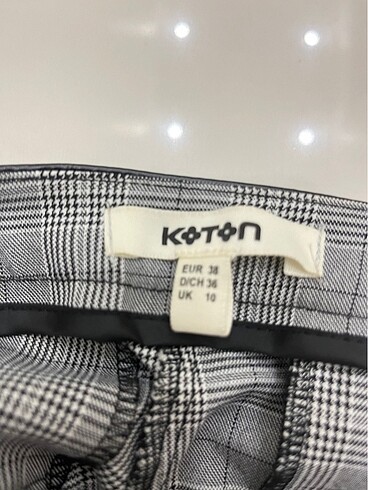 KOTON
EUR 38
D/CH 36
UK 10